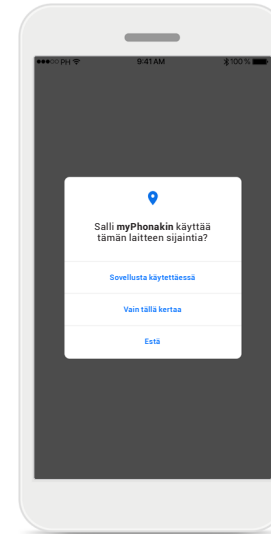 PH 9:41 AM 100 %
Salli myPhonakin käyttää
tämän laitteen sijaintia?
Sovellusta käytettäessä
Vain tällä kertaa
Estä